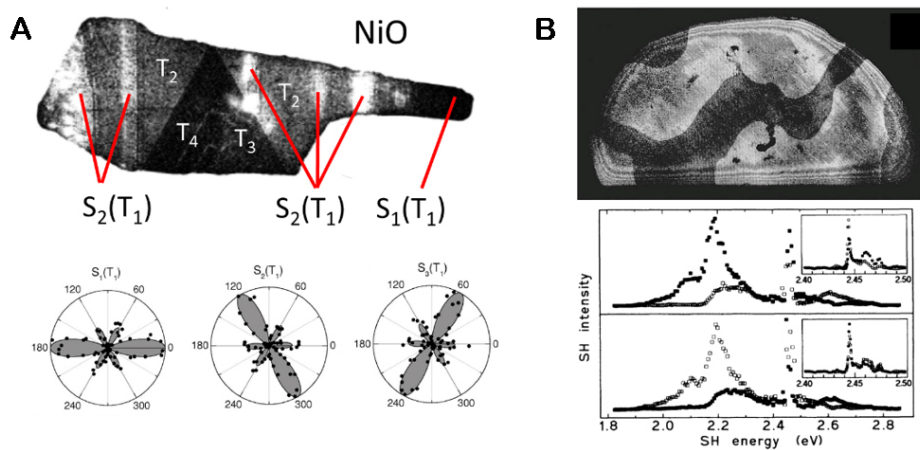 A
NiO
T2
T2
T4
T3
S2(T1)
S2(T1)
S1(T1)
S1(T1)
120
60
180
0
240
300
S2(T1)
120
60
180
0
240
300
S3(T1)
120
60
180
0
240
300
B
SH intensity
2.40
2.45
2.50
2.40
2.45
2.50
2.0
2.2
2.4
2.6
2.8
SH energy (eV)